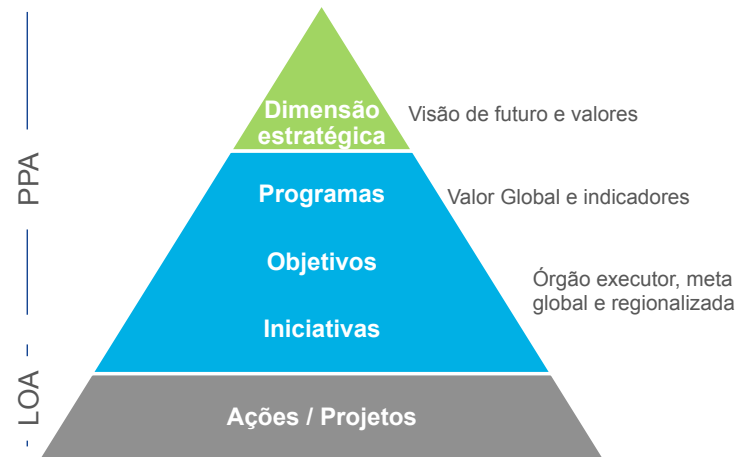 Dimensão
estratégica
Visão de futuro e valores
PPA
Programas
Valor Global e indicadores
Objetivos
Órgão executor, meta
global e regionalizada
Iniciativas
LOA
Ações / Projetos